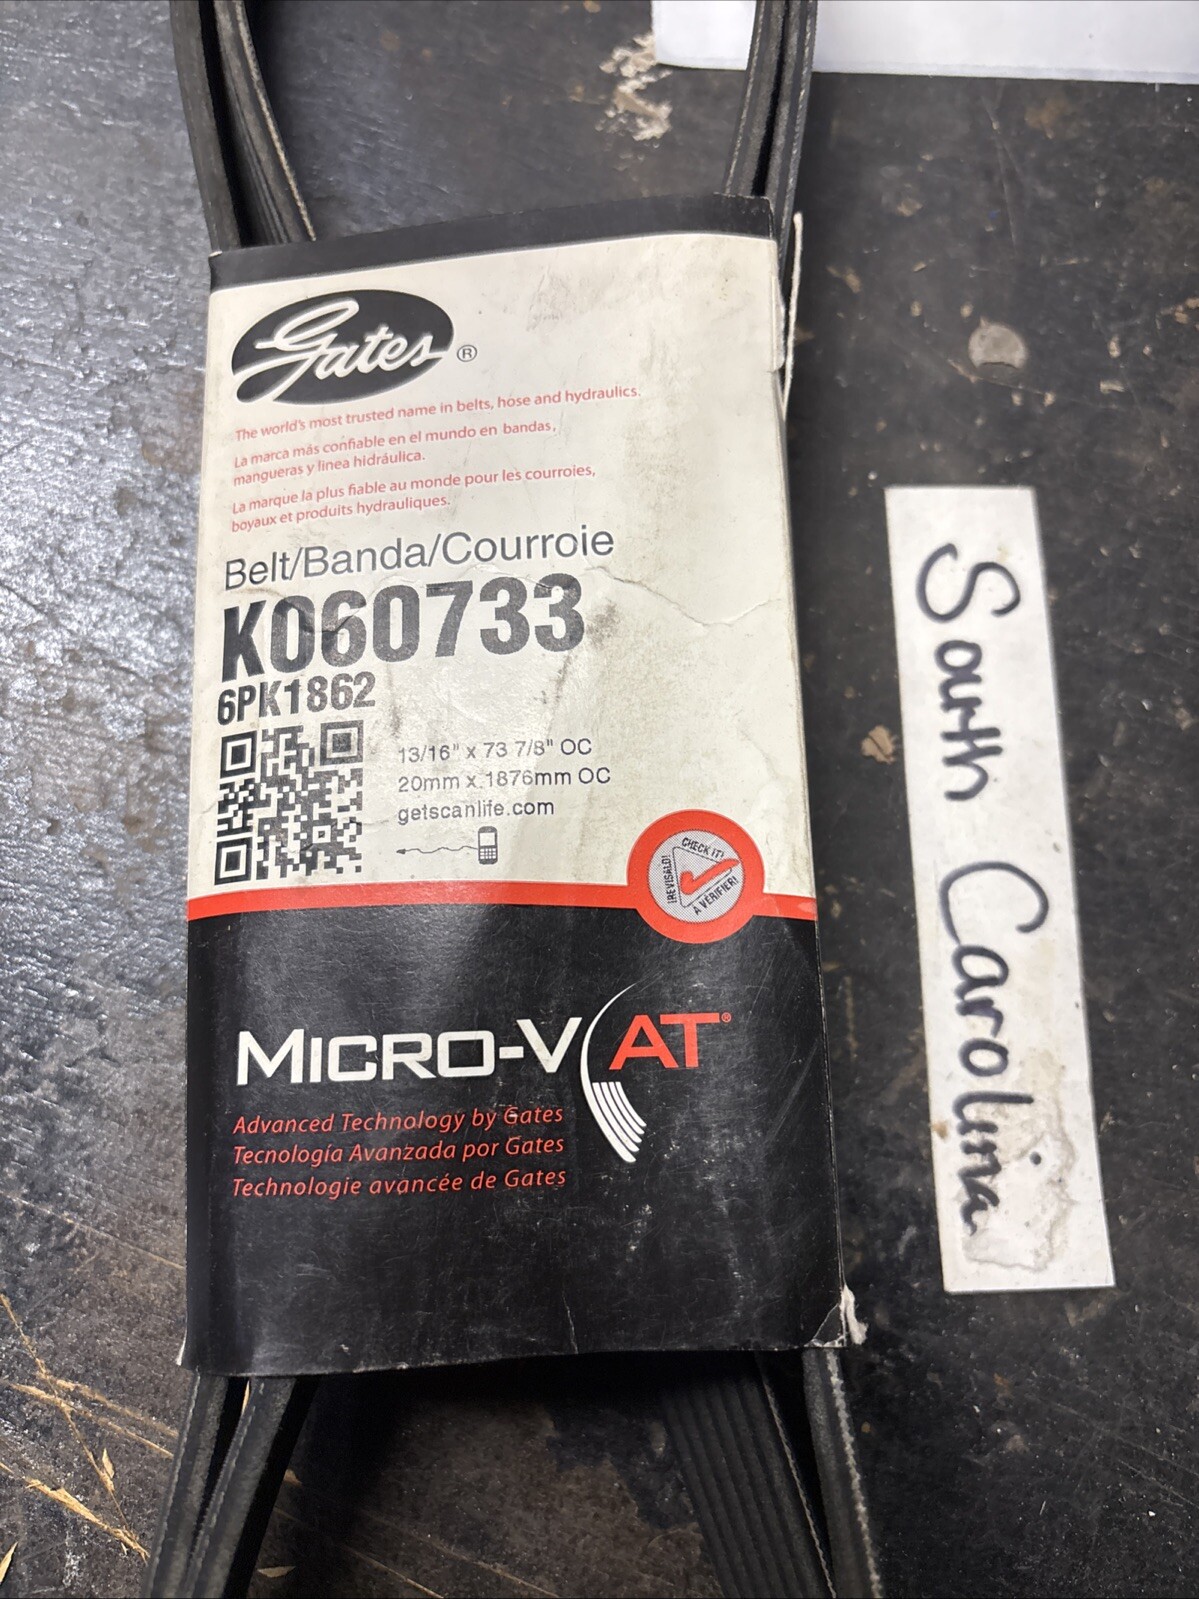 Gates®
The world's most trusted name in belts, hose and hydraulics.
La marca más confiable en el mundo en bandas,
mangueras y línea hidráulica.
La marque la plus fiable au monde pour les courroies,
boyaux et produits hydrauliques.
Belt/Banda/Courroie
K060733
6PK1862
13/16" x 73 7/8" OC
20mm x 1876mm OC
getscanlife.com
CHECK IT!
¡REVISALO!
À VÉRIFIER!
MICRO-V AT®
Advanced Technology by Gates
Tecnología Avanzada por Gates
Technologie avancée de Gates
South Carolina